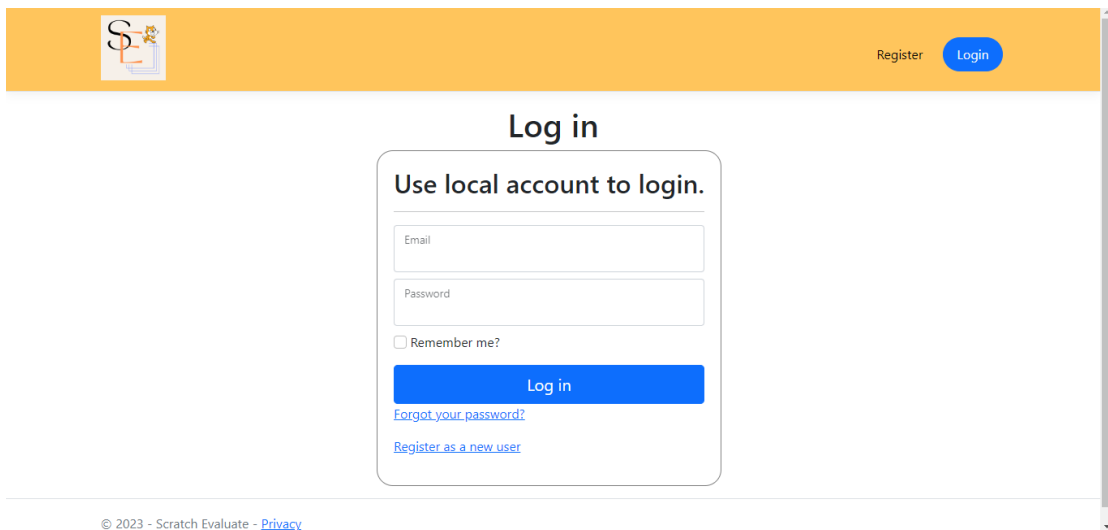 SE
Register
Login
Log in
Use local account to login.
Email
Password
Remember me?
Log in
Forgot your password?
Register as a new user
© 2023 - Scratch Evaluate - Privacy